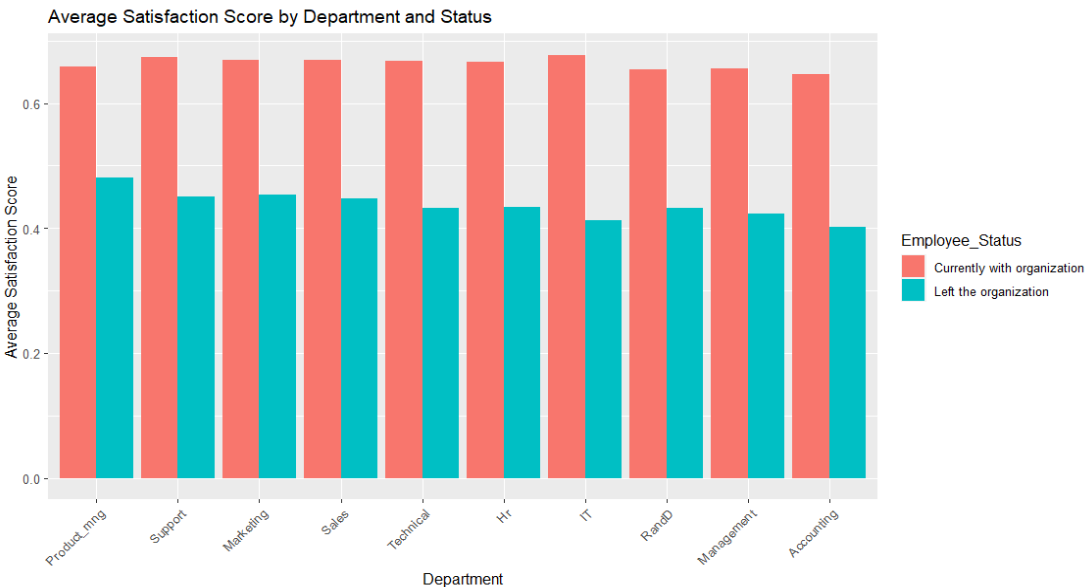 Average Satisfaction Score by Department and Status
Average Satisfaction Score
0.6
0.4
0.2
0.0
Product_mng
Support
Marketing
Sales
Technical
Hr
IT
RandD
Management
Accounting
Department
Employee_Status
Currently with organization
Left the organization